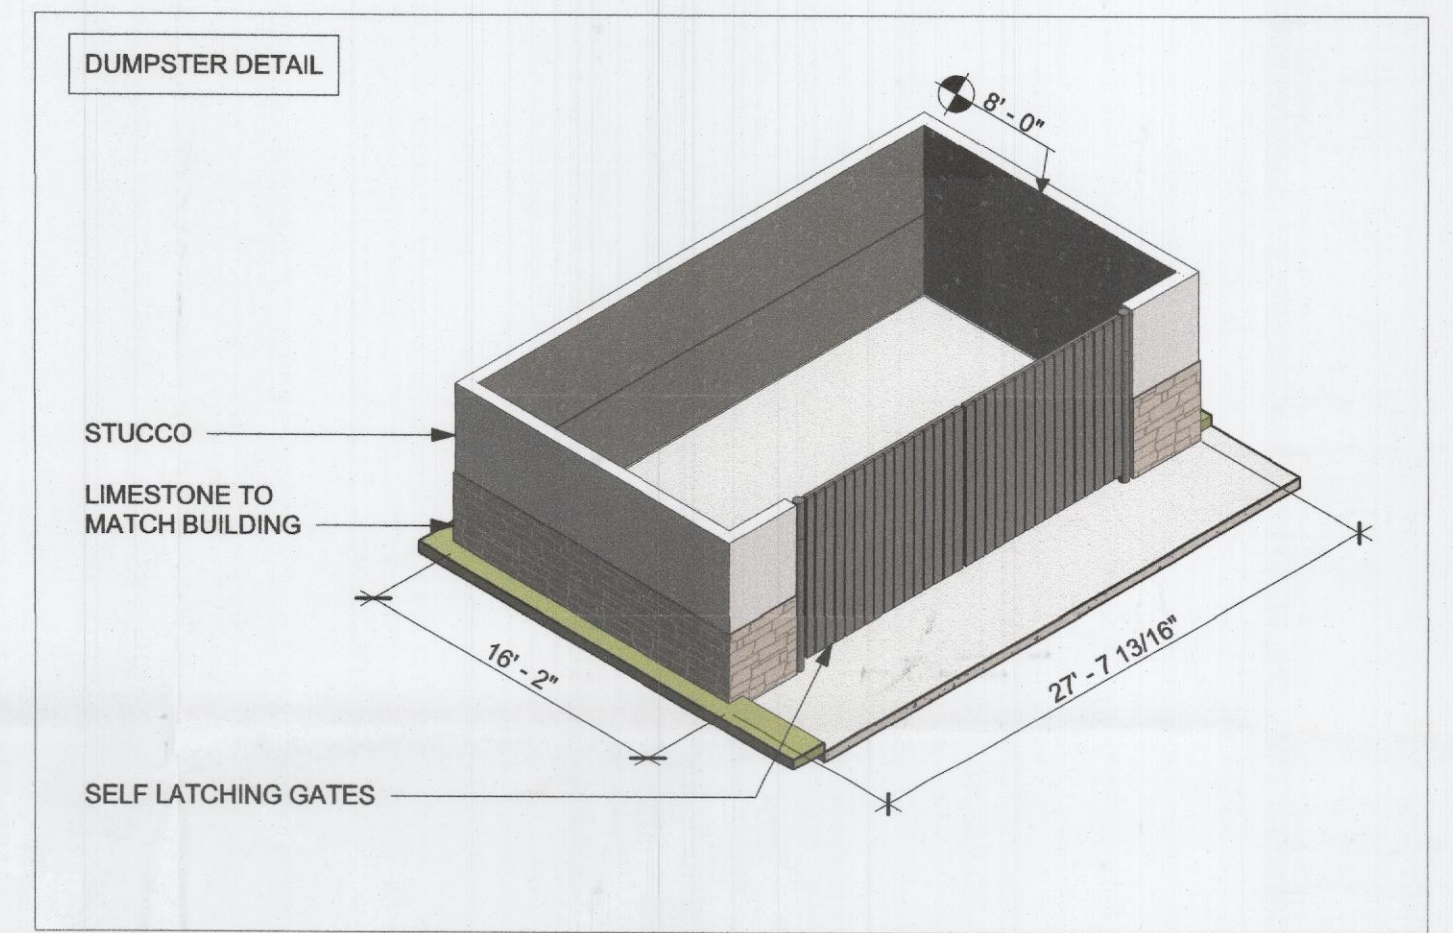 DUMPSTER DETAIL
8' - 0"
STUCCO
LIMESTONE TO
MATCH BUILDING
16' - 2"
27' - 7 13/16"
SELF LATCHING GATES